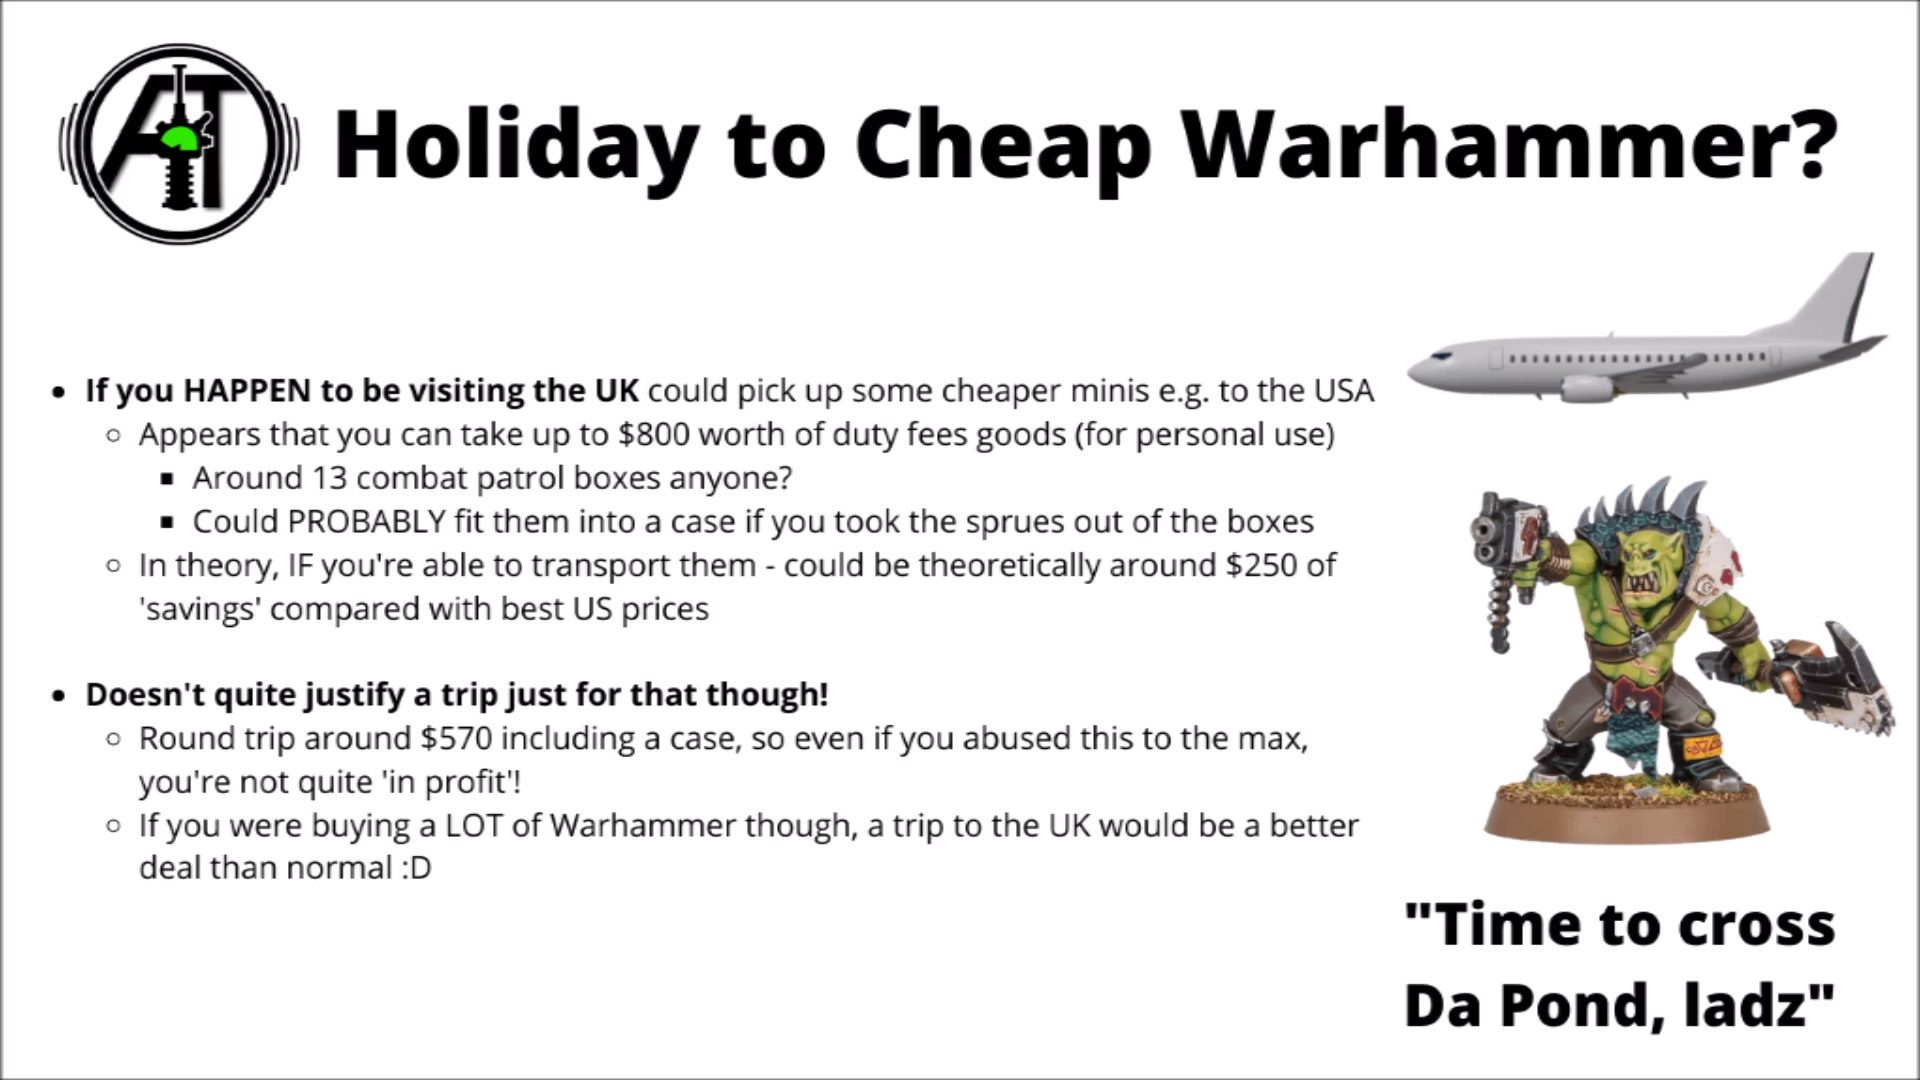 AT
Holiday to Cheap Warhammer?
• If you HAPPEN to be visiting the UK could pick up some cheaper minis e.g. to the USA
○ Appears that you can take up to $800 worth of duty fees goods (for personal use)
▪ Around 13 combat patrol boxes anyone?
▪ Could PROBABLY fit them into a case if you took the sprues out of the boxes
○ In theory, IF you're able to transport them - could be theoretically around $250 of
'savings' compared with best US prices
• Doesn't quite justify a trip just for that though!
○ Round trip around $570 including a case, so even if you abused this to the max,
you're not quite 'in profit'!
○ If you were buying a LOT of Warhammer though, a trip to the UK would be a better
deal than normal :D
"Time to cross
Da Pond, ladz"